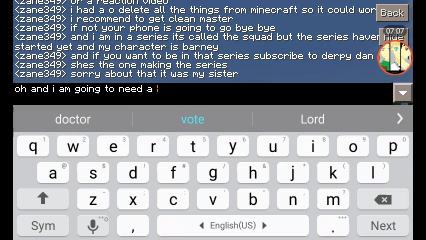 <zane349> or a reaction video
<zane349> i had a o delete all the things from minecraft so it could wor
<zane349> i recommend to get clean master
<zane349> if not your phone is going to go bye bye
<zane349> and i am in a series its called the squad but the series haven
started yet and my character is barney
<zane349> and if you want to be in that series subscribe to derpy dan
<zane349> shes the one making the series
<zane349> sorry about that it was my sister
Back
07:07
oh and i am going to need a
doctor vote Lord
q w e r t y u i o p
a s d f g h j k l
z x c v b n m
Sym , English(US) . Next